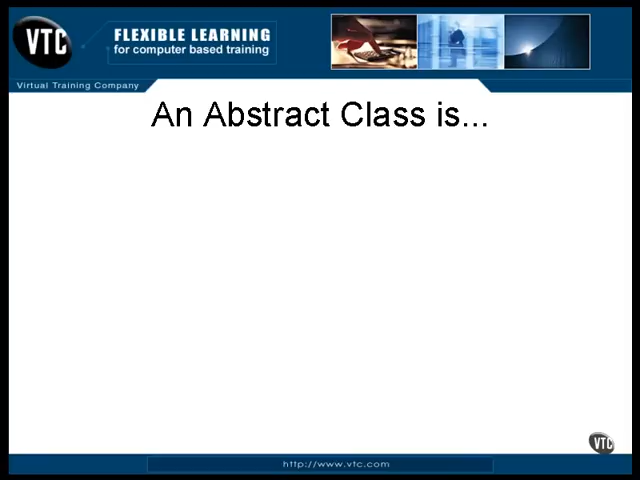 VTC
FLEXIBLE LEARNING
for computer based training
Virtual Training Company
An Abstract Class is...
VTC
http://www.vtc.com